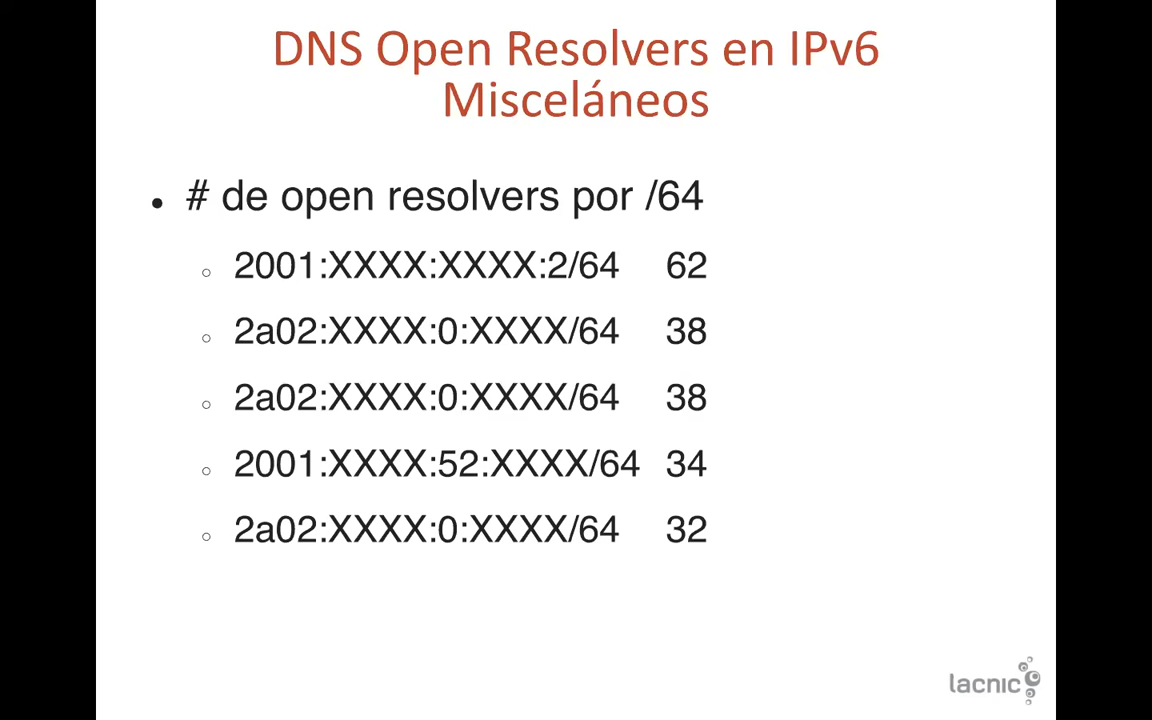 DNS Open Resolvers en IPv6
Misceláneos
• # de open resolvers por /64
○ 2001:XXXX:XXXX:2/64 62
○ 2a02:XXXX:0:XXXX/64 38
○ 2a02:XXXX:0:XXXX/64 38
○ 2001:XXXX:52:XXXX/64 34
○ 2a02:XXXX:0:XXXX/64 32
lacnic